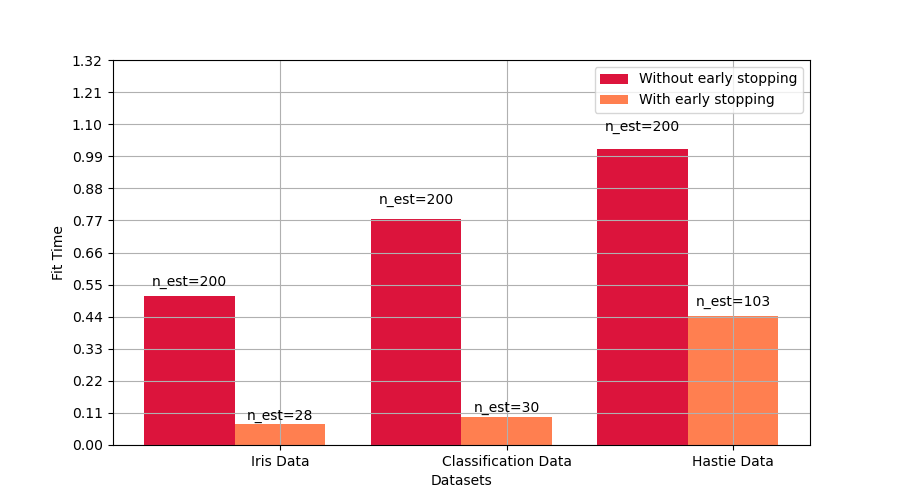 1.32
1.21
1.10
0.99
0.88
0.77
0.66
0.55
0.44
0.33
0.22
0.11
0.00
Fit Time
Without early stopping
With early stopping
n_est=200
n_est=200
n_est=200
n_est=28
n_est=30
n_est=103
Iris Data
Classification Data
Hastie Data
Datasets